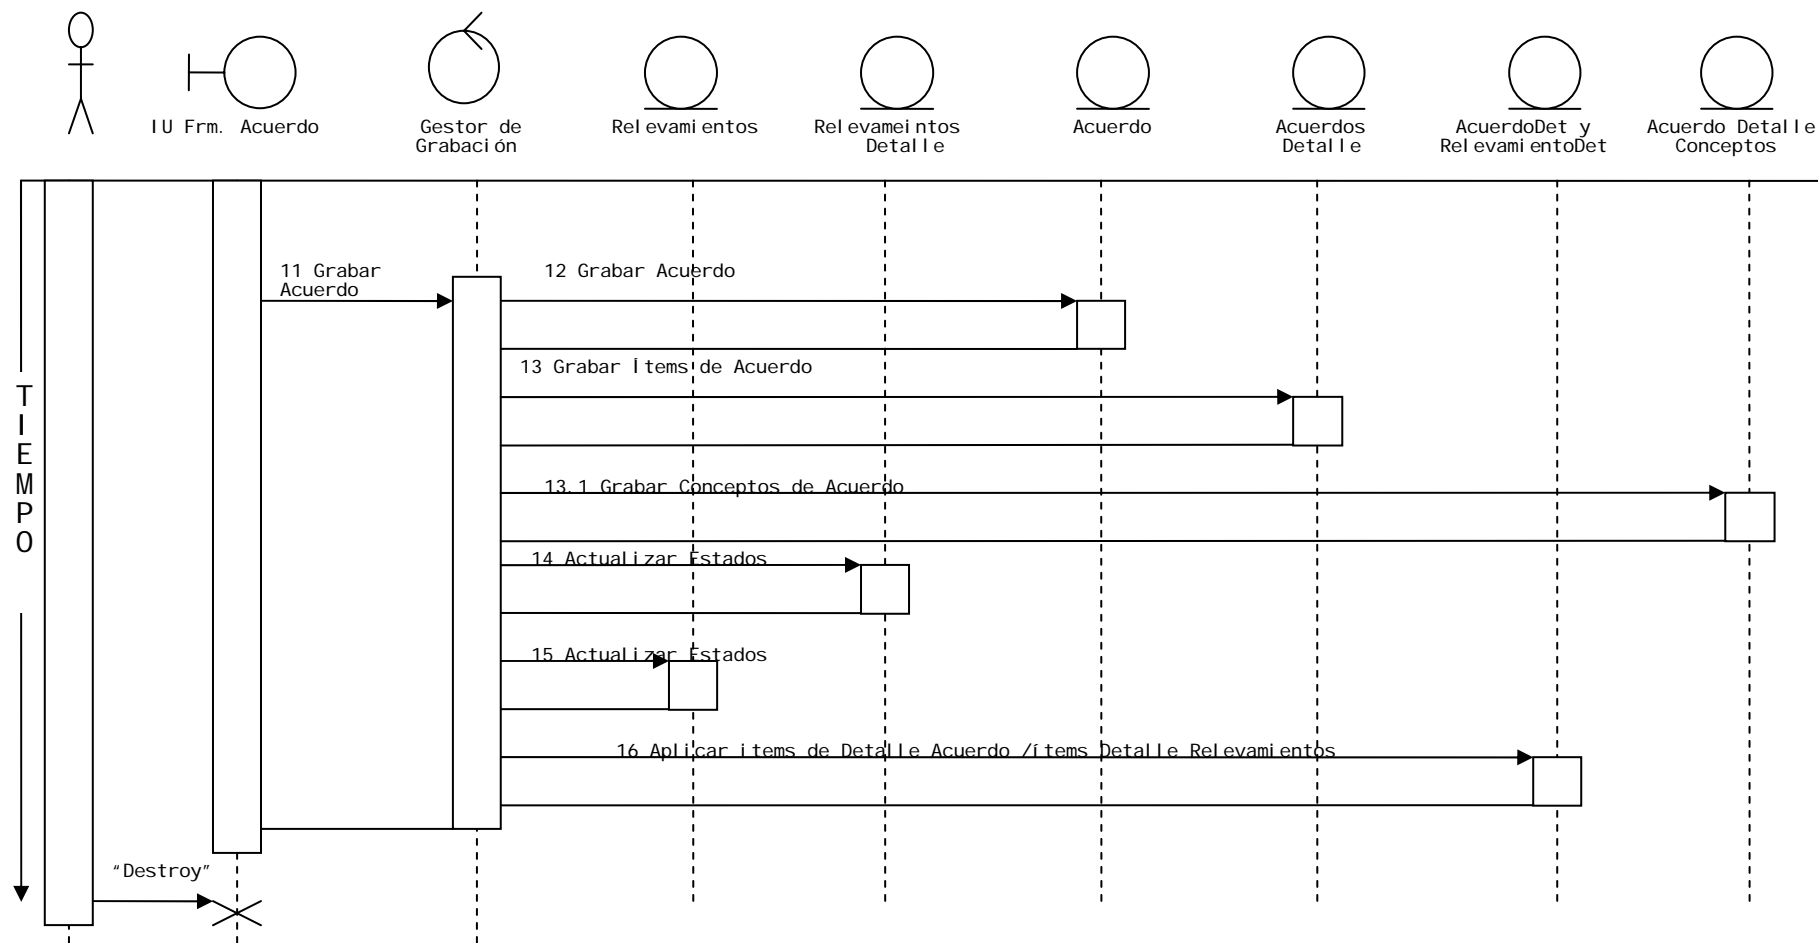 IU Frm. Acuerdo
Gestor de
Grabación
Relevamientos
Relevameintos
Detalle
Acuerdo
Acuerdos
Detalle
AcuerdoDet y
RelevamientoDet
Acuerdo Detalle
Conceptos
11 Grabar
Acuerdo
12 Grabar Acuerdo
13 Grabar Ítems de Acuerdo
TIEMPO
13.1 Grabar Conceptos de Acuerdo
14 Actualizar Estados
15 Actualizar Estados
16 Aplicar items de Detalle Acuerdo /ítems Detalle Relevamientos
“Destroy”